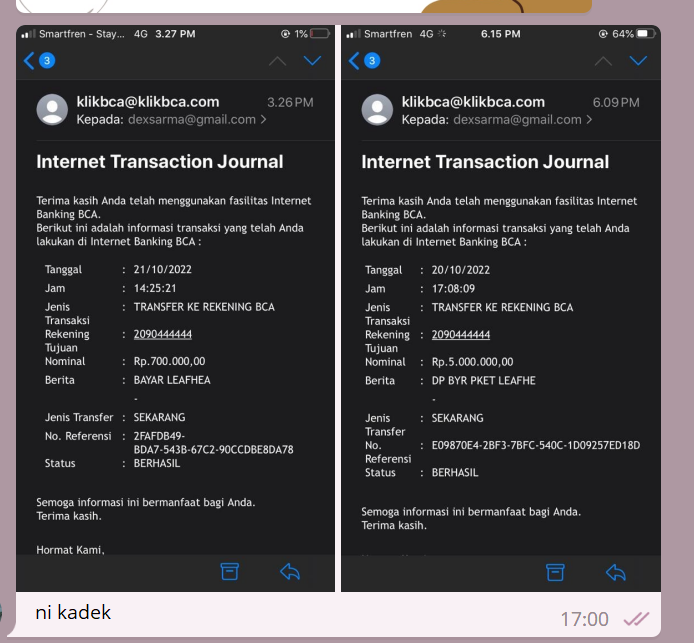 Smartfren - Stay... 4G 3.27 PM 1%
3
klikbca@klikbca.com 3.26 PM
Kepada: dexsarma@gmail.com >
Internet Transaction Journal
Terima kasih Anda telah menggunakan fasilitas Internet
Banking BCA.
Berikut ini adalah informasi transaksi yang telah Anda
lakukan di Internet Banking BCA :
Tanggal : 21/10/2022
Jam : 14:25:21
Jenis : TRANSFER KE REKENING BCA
Transaksi
Rekening : 2090444444
Tujuan
Nominal : Rp.700.000,00
Berita : BAYAR LEAFHEA
-
Jenis Transfer : SEKARANG
No. Referensi : 2FAFDB49-
BDA7-543B-67C2-90CCDBE8DA78
Status : BERHASIL
Semoga informasi ini bermanfaat bagi Anda.
Terima kasih.
Hormat Kami,
Smartfren 4G 6.15 PM 64%
3
klikbca@klikbca.com 6.09 PM
Kepada: dexsarma@gmail.com >
Internet Transaction Journal
Terima kasih Anda telah menggunakan fasilitas Internet
Banking BCA.
Berikut ini adalah informasi transaksi yang telah Anda
lakukan di Internet Banking BCA :
Tanggal : 20/10/2022
Jam : 17:08:09
Jenis : TRANSFER KE REKENING BCA
Transaksi
Rekening : 2090444444
Tujuan
Nominal : Rp.5.000.000,00
Berita : DP BYR PKET LEAFHE
-
Jenis : SEKARANG
Transfer
No. : E09870E4-2BF3-7BFC-540C-1D09257ED18D
Referensi
Status : BERHASIL
Semoga informasi ini bermanfaat bagi Anda.
Terima kasih.
ni kadek
17:00